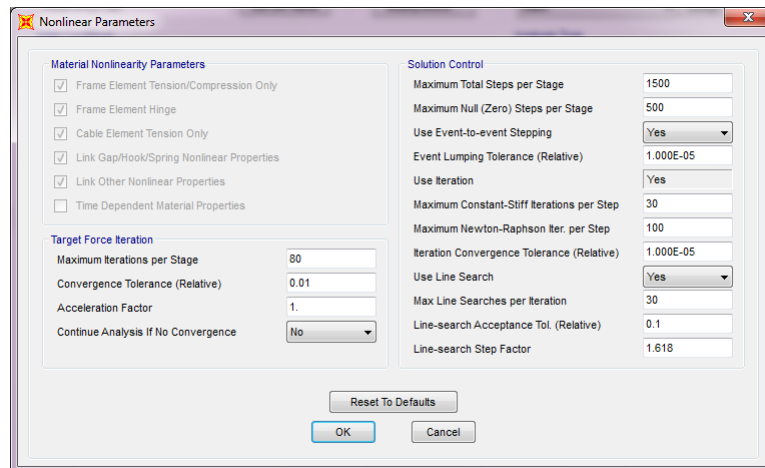 Nonlinear Parameters
Material Nonlinearity Parameters
Frame Element Tension/Compression Only
Frame Element Hinge
Cable Element Tension Only
Link Gap/Hook/Spring Nonlinear Properties
Link Other Nonlinear Properties
Time Dependent Material Properties
Target Force Iteration
Maximum Iterations per Stage 80
Convergence Tolerance (Relative) 0.01
Acceleration Factor 1.
Continue Analysis If No Convergence No
Solution Control
Maximum Total Steps per Stage 1500
Maximum Null (Zero) Steps per Stage 500
Use Event-to-event Stepping Yes
Event Lumping Tolerance (Relative) 1.000E-05
Use Iteration Yes
Maximum Constant-Stiff Iterations per Step 30
Maximum Newton-Raphson Iter. per Step 100
Iteration Convergence Tolerance (Relative) 1.000E-05
Use Line Search Yes
Max Line Searches per Iteration 30
Line-search Acceptance Tol. (Relative) 0.1
Line-search Step Factor 1.618
Reset To Defaults
OK Cancel